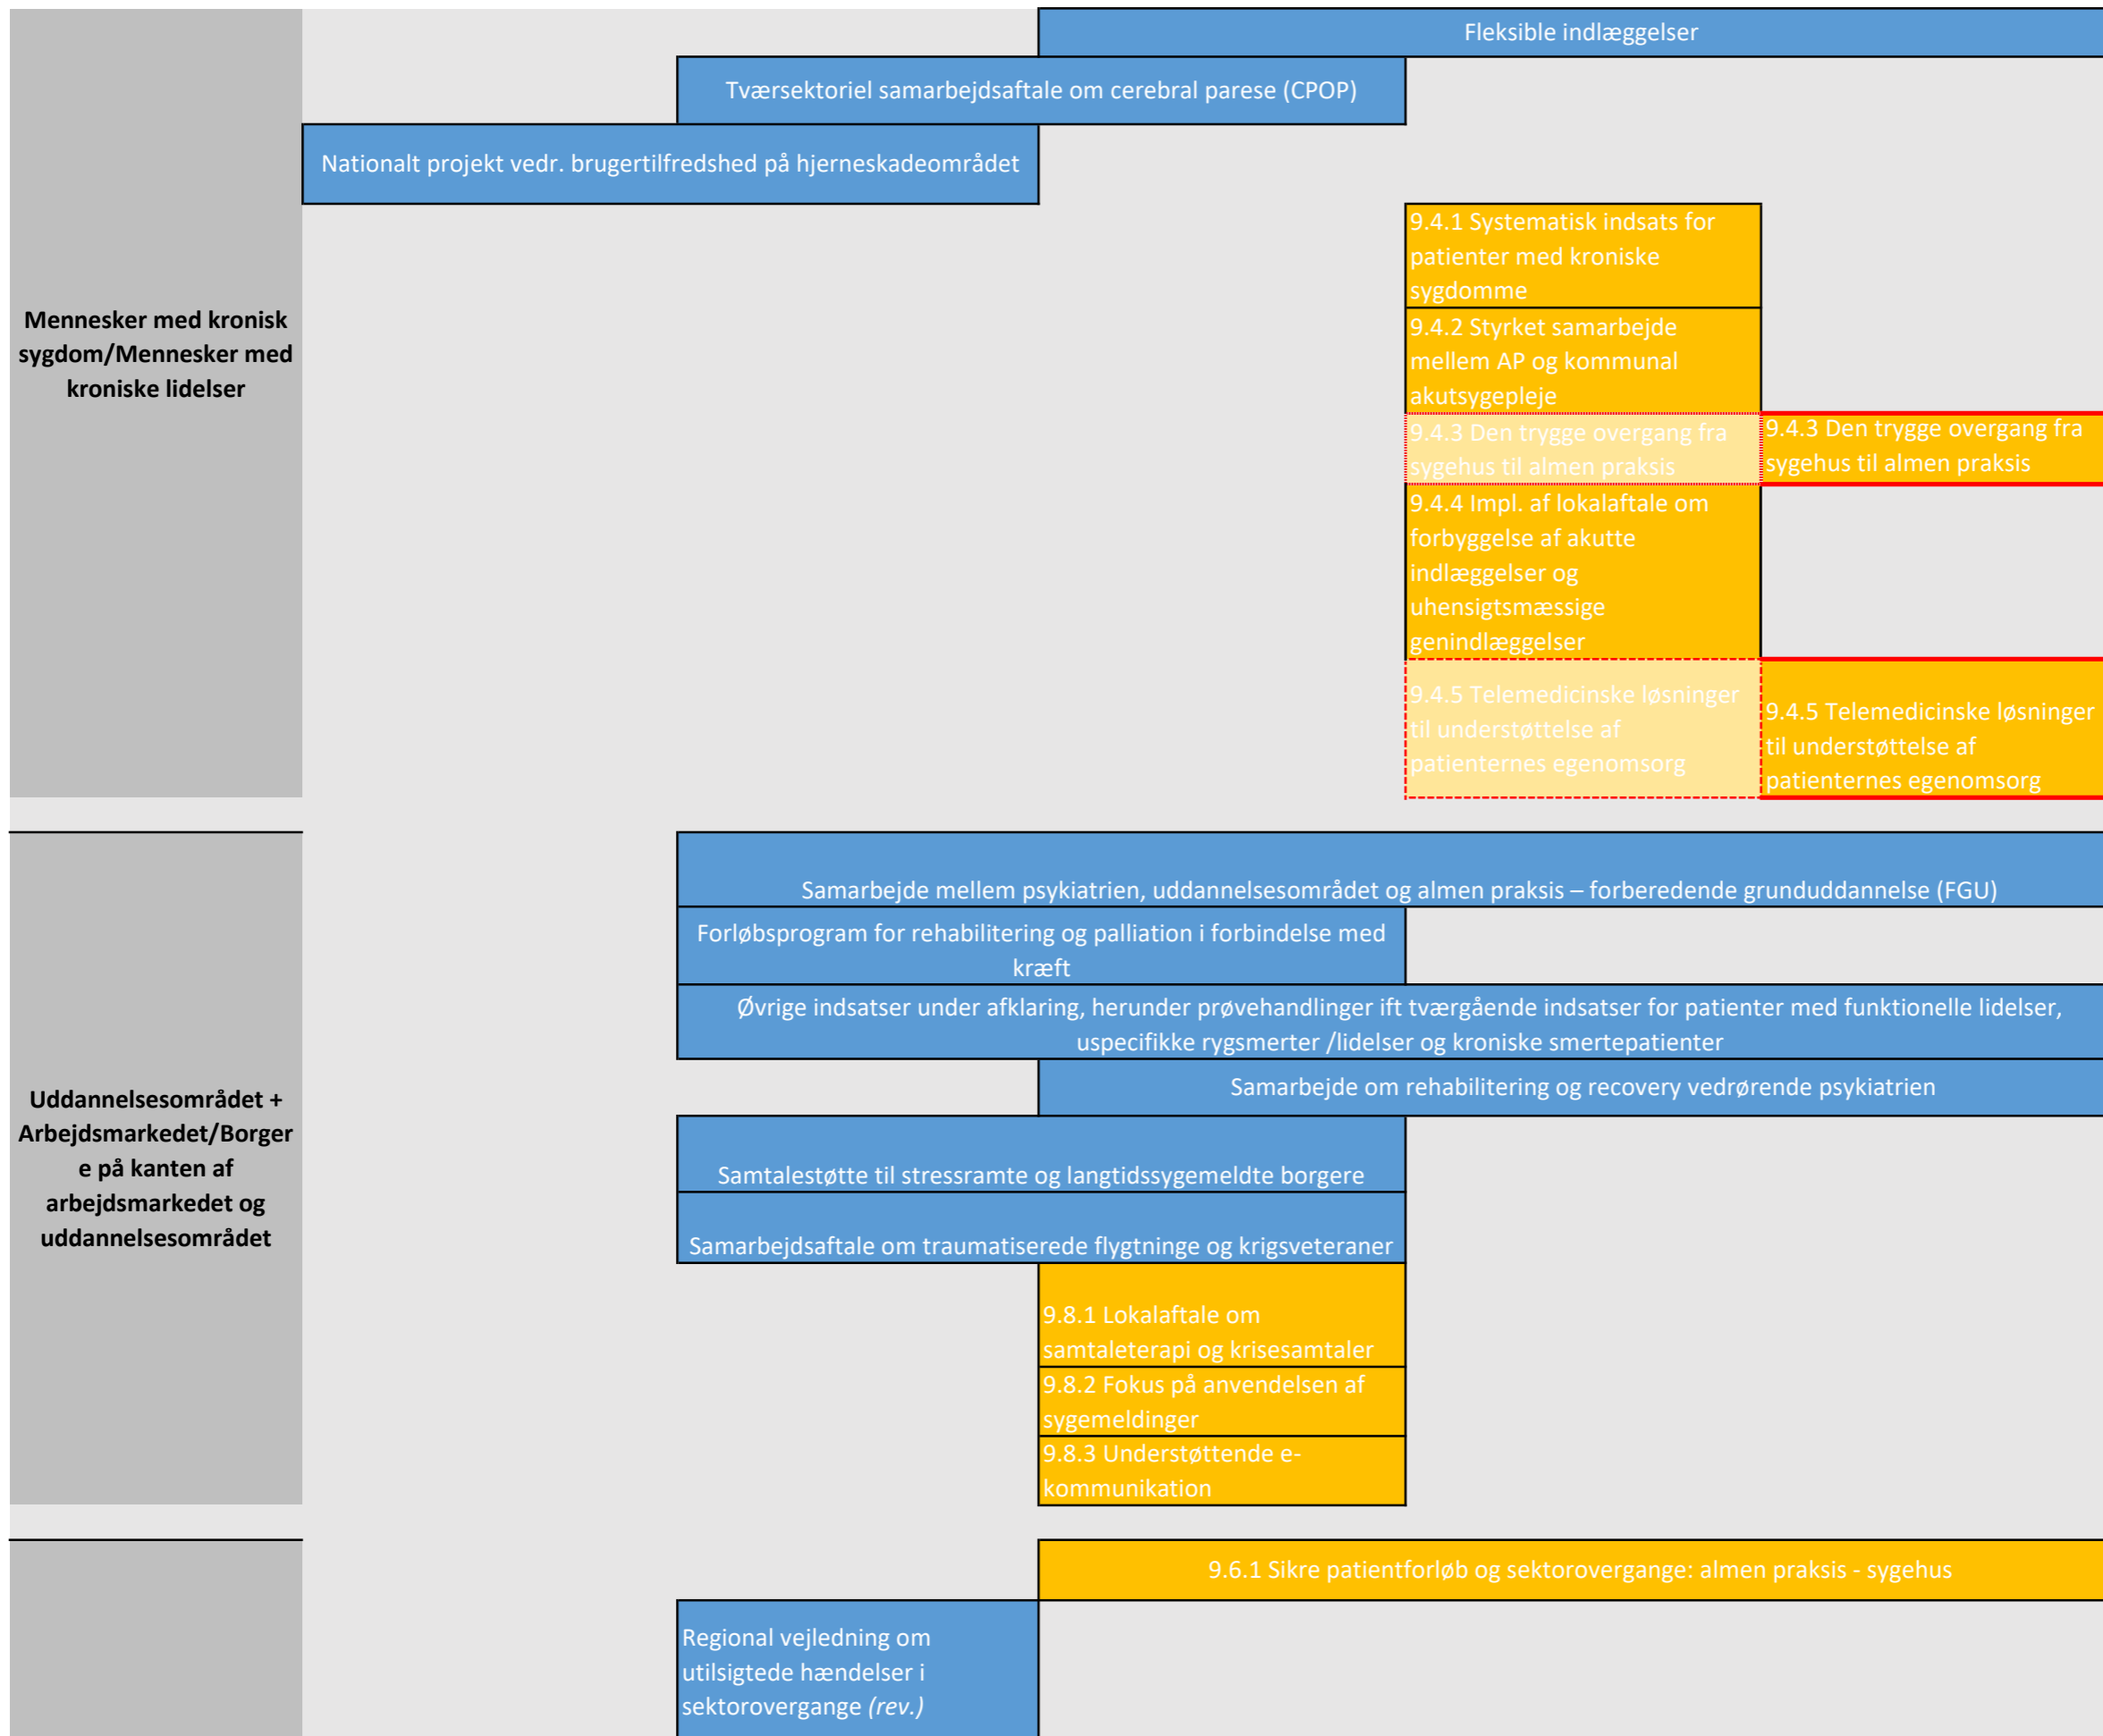 Fleksible indlæggelser
Tværsektoriel samarbejdsaftale om cerebral parese (CPOP)
Nationalt projekt vedr. brugertilfredshed på hjerneskadeområdet
Mennesker med kronisk
sygdom/Mennesker med
kroniske lidelser
9.4.1 Systematisk indsats for
patienter med kroniske
sygdomme
9.4.2 Styrket samarbejde
mellem AP og kommunal
akutsygepleje
9.4.3 Den trygge overgang fra
sygehus til almen praksis
9.4.3 Den trygge overgang fra
sygehus til almen praksis
9.4.4 Impl. af lokalaftale om
forbyggelse af akutte
indlæggelser og
uhensigtsmæssige
genindlæggelser
9.4.5 Telemedicinske løsninger
til understøttelse af
patienternes egenomsorg
9.4.5 Telemedicinske løsninger
til understøttelse af
patienternes egenomsorg
Uddannelsesområdet +
Arbejdsmarkedet/Borger
e på kanten af
arbejdsmarkedet og
uddannelsesområdet
Samarbejde mellem psykiatrien, uddannelsesområdet og almen praksis – forberedende grunduddannelse (FGU)
Forløbsprogram for rehabilitering og palliation i forbindelse med
kræft
Øvrige indsatser under afklaring, herunder prøvehandlinger ift tværgående indsatser for patienter med funktionelle lidelser,
uspecifikke rygsmerter /lidelser og kroniske smertepatienter
Samarbejde om rehabilitering og recovery vedrørende psykiatrien
Samtalestøtte til stressramte og langtidssygemeldte borgere
Samarbejdsaftale om traumatiserede flygtninge og krigsveteraner
9.8.1 Lokalaftale om
samtaleterapi og krisesamtaler
9.8.2 Fokus på anvendelsen af
sygemeldinger
9.8.3 Understøttende e-
kommunikation
9.6.1 Sikre patientforløb og sektorovergange: almen praksis - sygehus
Regional vejledning om
utilsigtede hændelser i
sektorovergange (rev.)